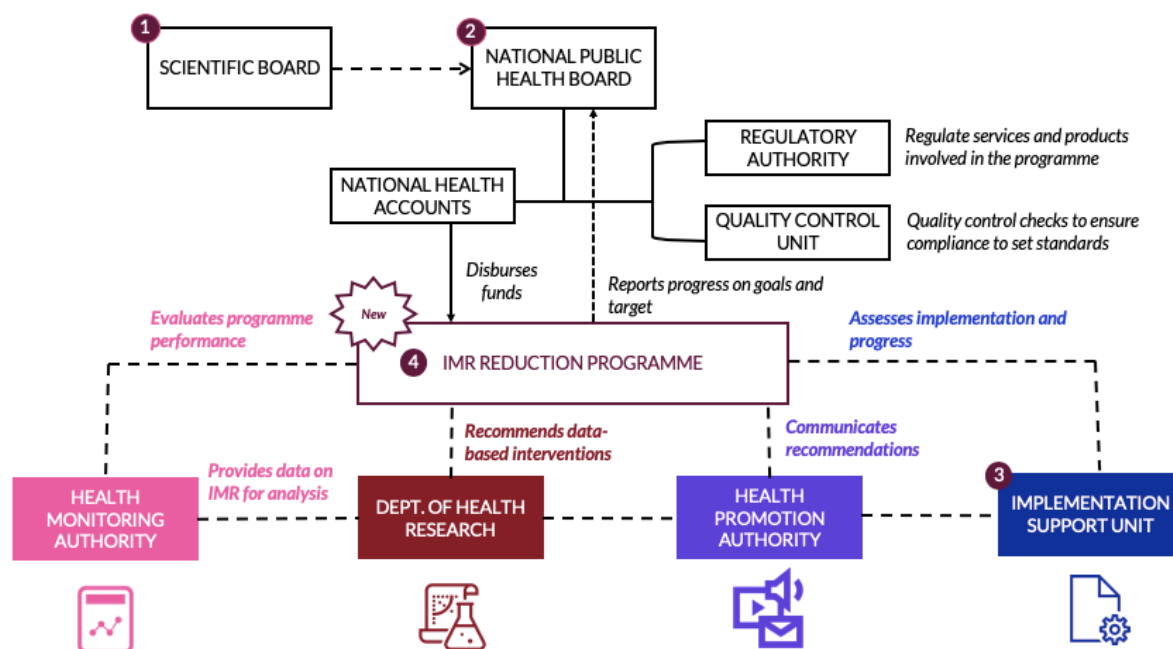 1
SCIENTIFIC BOARD
2
NATIONAL PUBLIC
HEALTH BOARD
REGULATORY
AUTHORITY
Regulate services and products
involved in the programme
NATIONAL HEALTH
ACCOUNTS
QUALITY CONTROL
UNIT
Quality control checks to ensure
compliance to set standards
Disburses
funds
Reports progress on goals and
target
New
Evaluates programme
performance
4
IMR REDUCTION PROGRAMME
Assesses implementation and
progress
Recommends data-
based interventions
Communicates
recommendations
Provides data on
IMR for analysis
HEALTH
MONITORING
AUTHORITY
DEPT. OF HEALTH
RESEARCH
HEALTH
PROMOTION
AUTHORITY
3
IMPLEMENTATION
SUPPORT UNIT